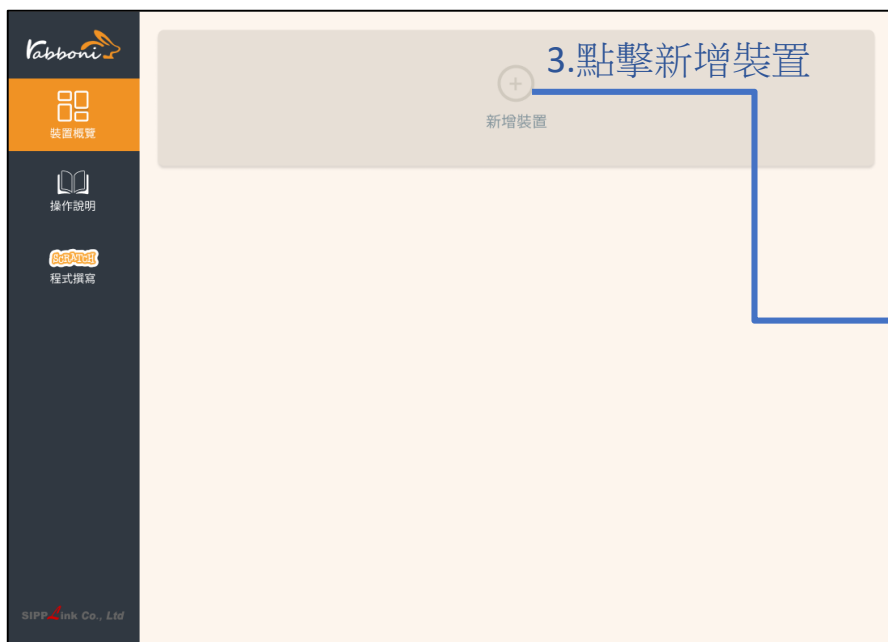 rabboni
3.點擊新增裝置
新增裝置
裝置概覽
操作說明
SCRATCH
程式撰寫
SIPPLink Co., Ltd